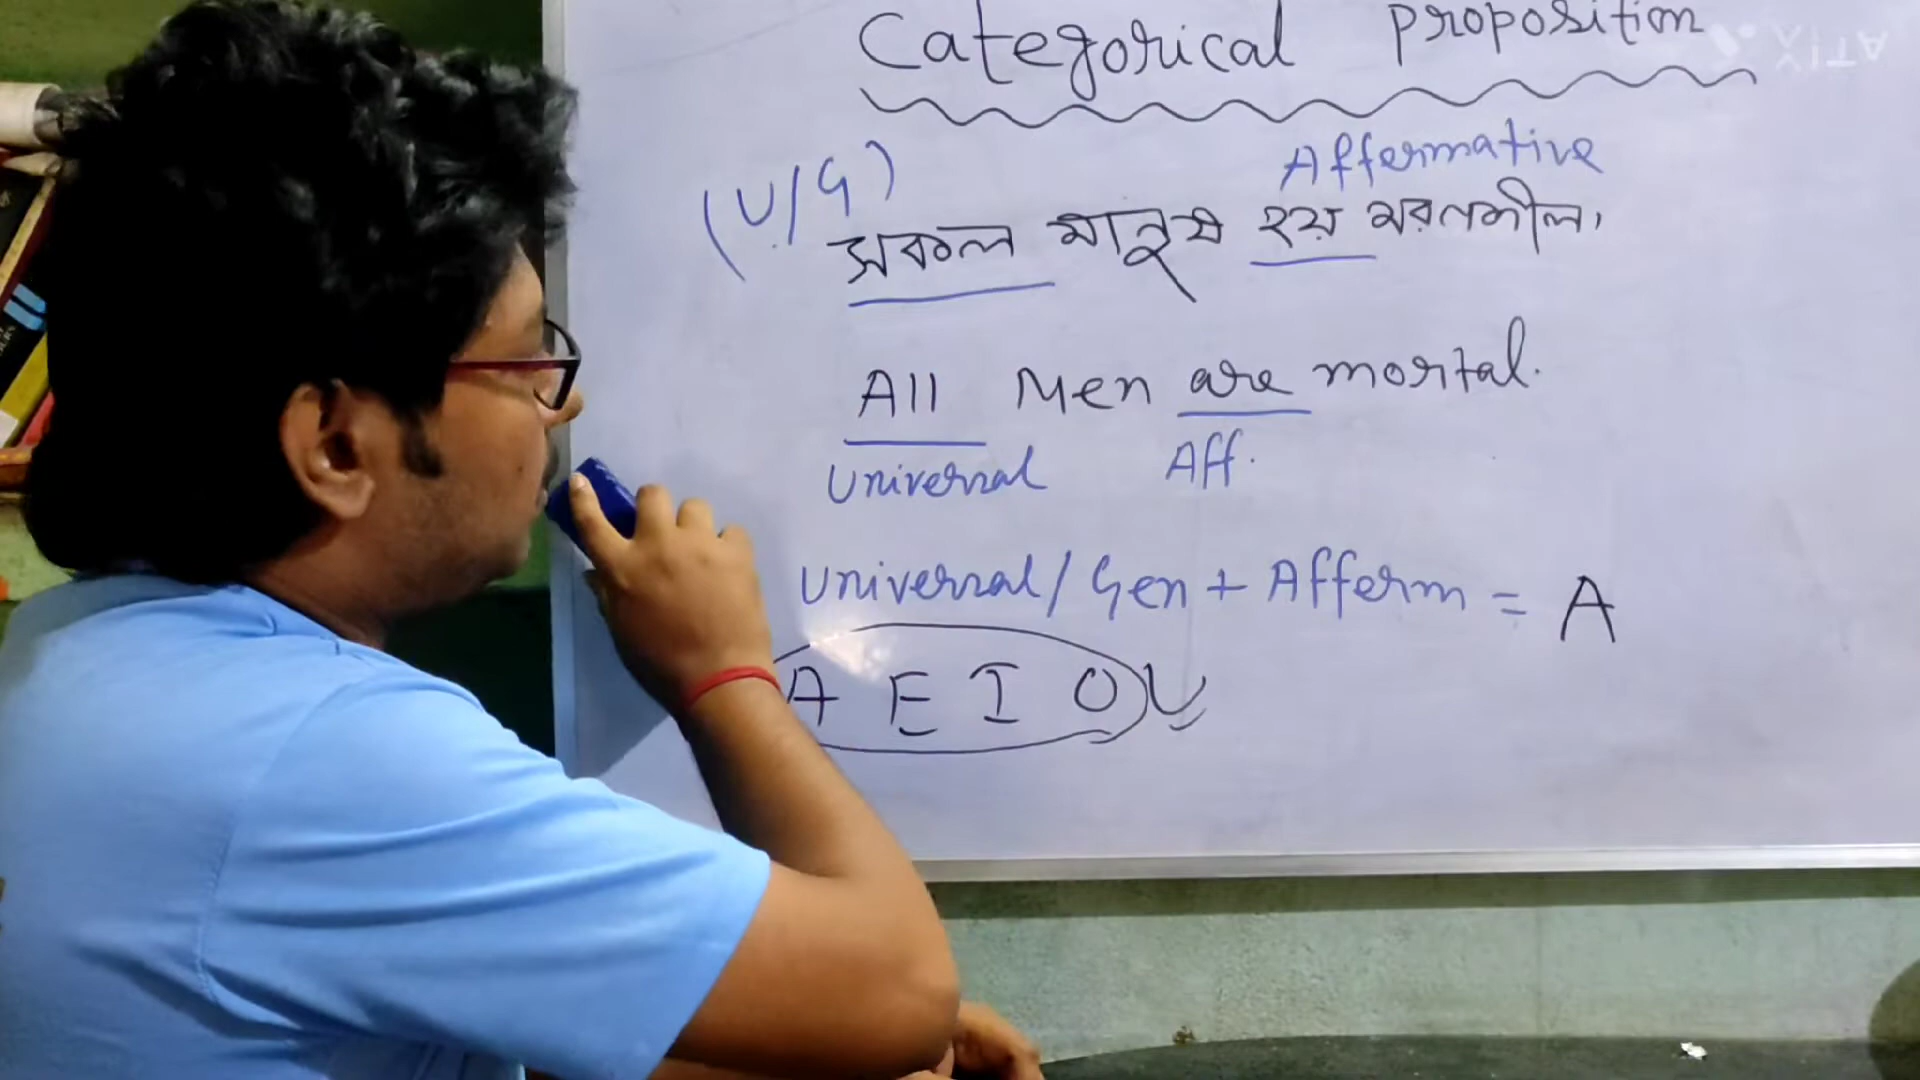 Categorical proposition
(U/G) Affermative
সকল মানুষ হয় মরণশীল।
All Men are mortal.
Universal Aff.
Universal/Gen + Afferm = A
A E I O U